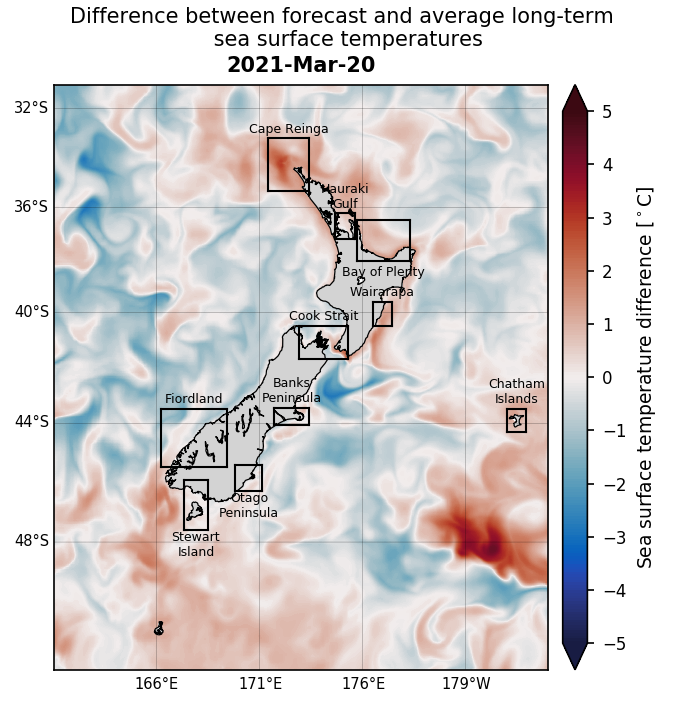 Difference between forecast and average long-term
sea surface temperatures
2021-Mar-20
32°S
36°S
40°S
44°S
48°S
166°E
171°E
176°E
179°W
Cape Reinga
Hauraki
Gulf
Bay of Plenty
Wairarapa
Cook Strait
Banks
Peninsula
Fiordland
Chatham
Islands
Otago
Peninsula
Stewart
Island
5
4
3
2
1
0
−1
−2
−3
−4
−5
Sea surface temperature difference [°C]